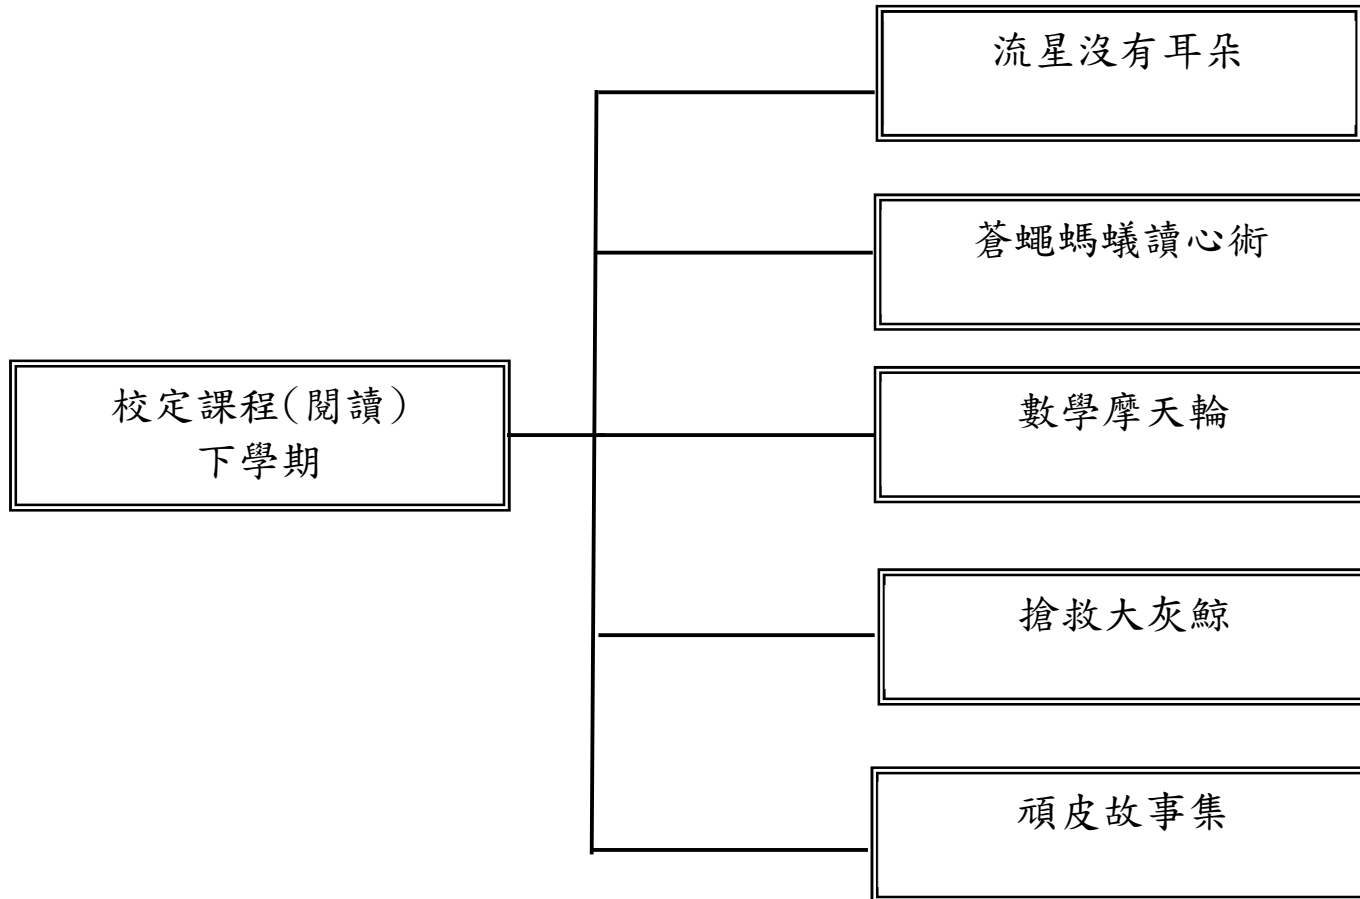 流星沒有耳朵
蒼蠅螞蟻讀心術
校定課程(閱讀)
下學期
數學摩天輪
搶救大灰鯨
頑皮故事集